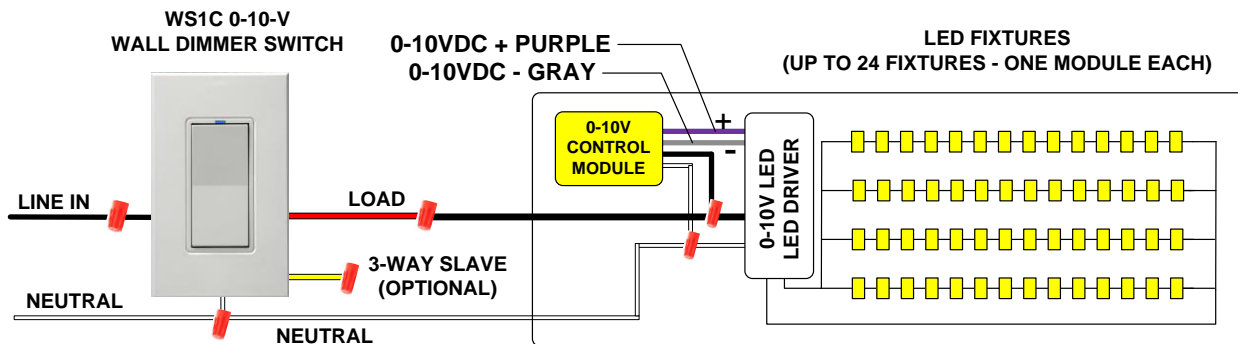 WS1C 0-10-V
WALL DIMMER SWITCH
0-10VDC + PURPLE
0-10VDC - GRAY
LED FIXTURES
(UP TO 24 FIXTURES - ONE MODULE EACH)
0-10V
CONTROL
MODULE
+
-
0-10V LED
LED DRIVER
LINE IN
LOAD
3-WAY SLAVE
(OPTIONAL)
NEUTRAL
NEUTRAL